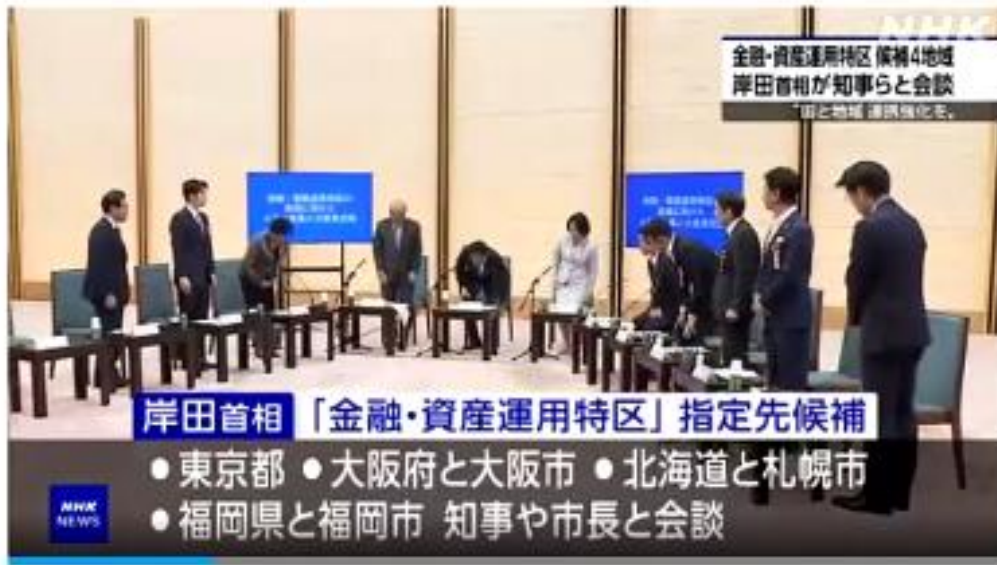 NHK
金融・資産運用特区 候補4地域
岸田首相が知事らと会談
“国と地域 連携強化を。
岸田首相 「金融・資産運用特区」 指定先候補
●東京都 ●大阪府と大阪市 ●北海道と札幌市
●福岡県と福岡市 知事や市長と会談
NHK
NEWS